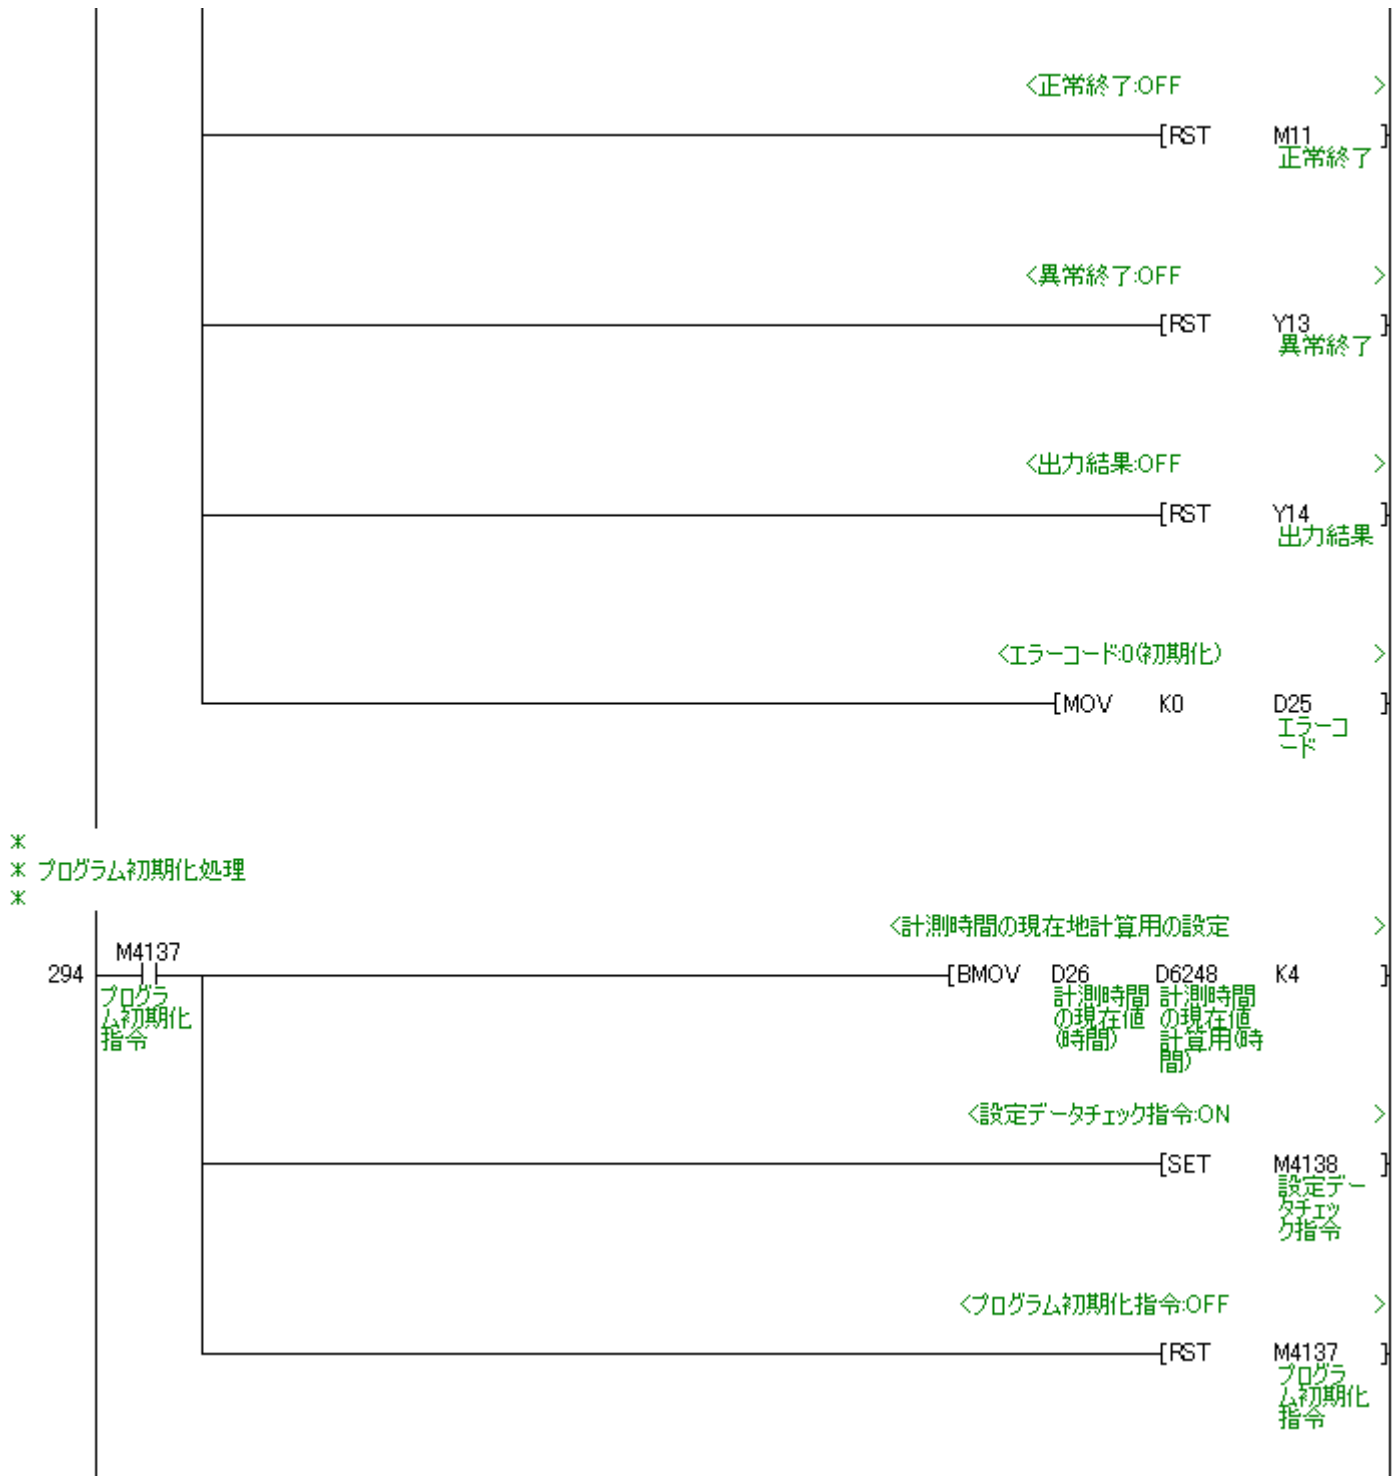 <正常終了:OFF >
[RST M11 ]
正常終了
<異常終了:OFF >
[RST Y13 ]
異常終了
<出力結果:OFF >
[RST Y14 ]
出力結果
<エラーコード:0(初期化) >
[MOV K0 D25 ]
エラーコ
ード
*
* プログラム初期化処理
*
<計測時間の現在地計算用の設定 >
M4137
294 [BMOV D26 D6248 K4 ]
プログラ 計測時間 計測時間
ム初期化 の現在値 の現在値
指令 (時間) 計算用(時
間)
<設定データチェック指令:ON >
[SET M4138 ]
設定デー
タチェッ
ク指令
<プログラム初期化指令:OFF >
[RST M4137 ]
プログラ
ム初期化
指令